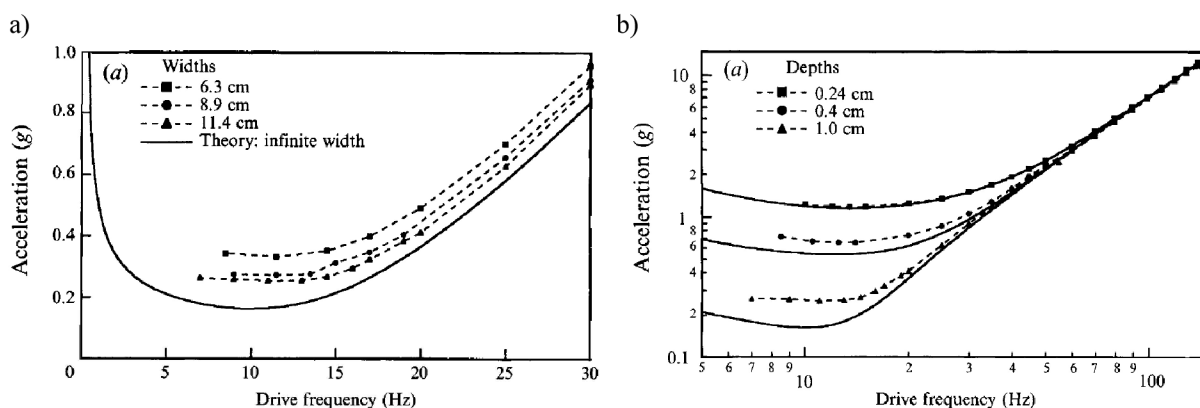 a)
1.0
(a) Widths
6.3 cm
8.9 cm
11.4 cm
Theory: infinite width
0.8
0.6
0.4
0.2
0 5 10 15 20 25 30
Acceleration (g)
Drive frequency (Hz)
b)
(a) Depths
0.24 cm
0.4 cm
1.0 cm
10
8
6
4
2
1
8
6
4
2
0.1
5 6 7 8 9 10 2 3 4 5 6 7 8 9 100
Acceleration (g)
Drive frequency (Hz)